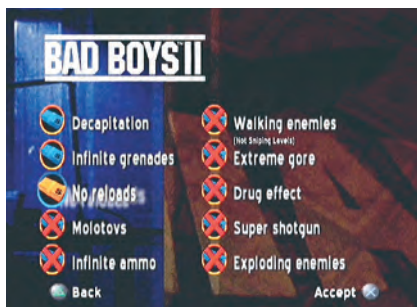 BAD BOYS™ II
Decapitation
Infinite grenades
No reloads
Molotovs
Infinite ammo
Walking enemies
(Not Sniping Levels)
Extreme gore
Drug effect
Super shotgun
Exploding enemies
Back
Accept